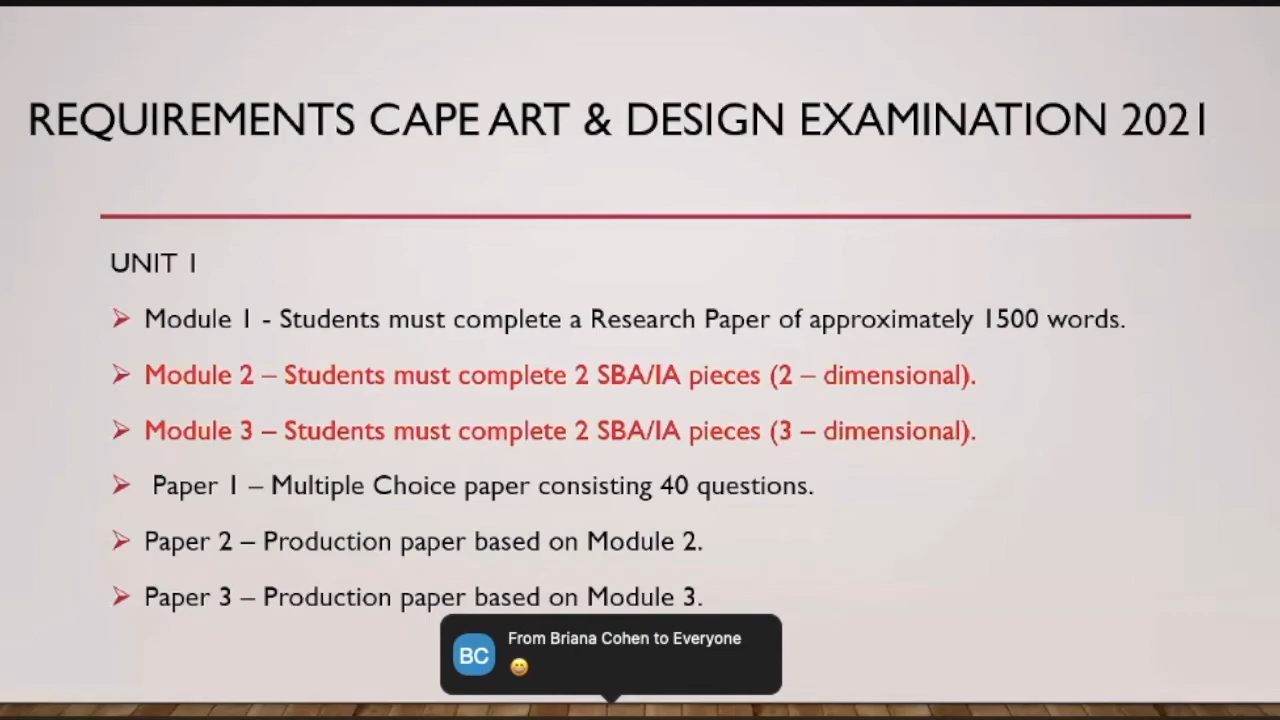 REQUIREMENTS CAPE ART & DESIGN EXAMINATION 2021
UNIT 1
Module 1 - Students must complete a Research Paper of approximately 1500 words.
Module 2 – Students must complete 2 SBA/IA pieces (2 – dimensional).
Module 3 – Students must complete 2 SBA/IA pieces (3 – dimensional).
Paper 1 – Multiple Choice paper consisting 40 questions.
Paper 2 – Production paper based on Module 2.
Paper 3 – Production paper based on Module 3.
BC
From Briana Cohen to Everyone
😄